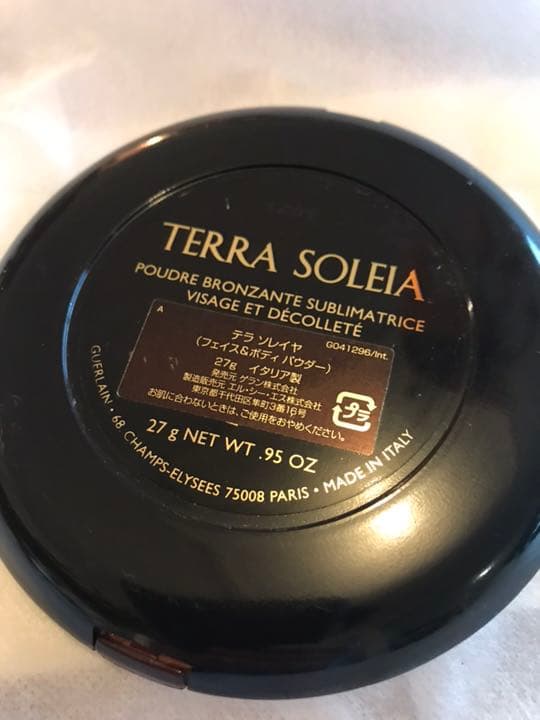 TERRA SOLEIA
POUDRE BRONZANTE SUBLIMATRICE
VISAGE ET DÉCOLLETÉ
A
G041296/Int.
テラ ソレイヤ
(フェイス&ボディ パウダー)
27g イタリア製
発売元 ゲラン株式会社
製造販売元 エル・シー・エス株式会社
東京都千代田区隼町3番16号
お肌に合わないときは、ご使用をおやめください。
プラ
27 g NET WT .95 OZ
GUERLAIN • 68 CHAMPS-ELYSEES 75008 PARIS • MADE IN ITALY